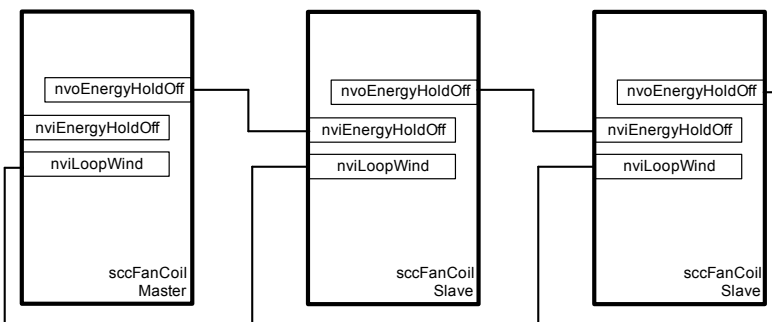 nvoEnergyHoldOff
nviEnergyHoldOff
nviLoopWind
sccFanCoil
Master
nvoEnergyHoldOff
nviEnergyHoldOff
nviLoopWind
sccFanCoil
Slave
nvoEnergyHoldOff
nviEnergyHoldOff
nviLoopWind
sccFanCoil
Slave